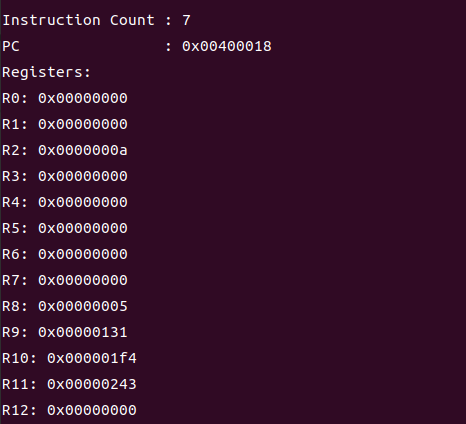 Instruction Count : 7
PC                : 0x00400018
Registers:
R0: 0x00000000
R1: 0x00000000
R2: 0x0000000a
R3: 0x00000000
R4: 0x00000000
R5: 0x00000000
R6: 0x00000000
R7: 0x00000000
R8: 0x00000005
R9: 0x00000131
R10: 0x000001f4
R11: 0x00000243
R12: 0x00000000